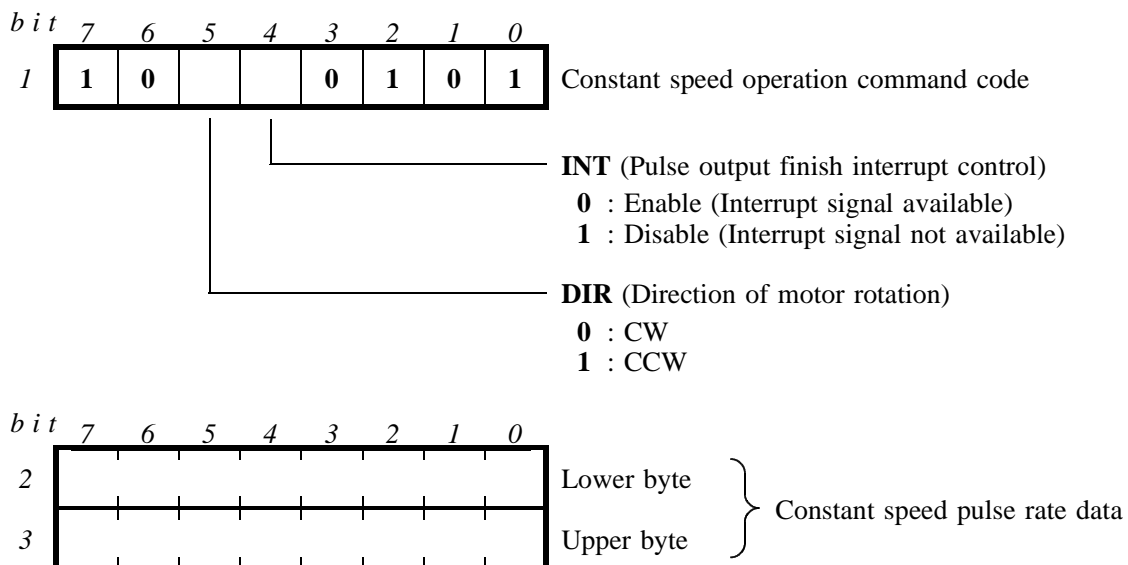 bit 7 6 5 4 3 2 1 0
1 1 0 0 1 0 1 Constant speed operation command code
INT (Pulse output finish interrupt control)
0 : Enable (Interrupt signal available)
1 : Disable (Interrupt signal not available)
DIR (Direction of motor rotation)
0 : CW
1 : CCW
bit 7 6 5 4 3 2 1 0
2 Lower byte
Constant speed pulse rate data
3 Upper byte